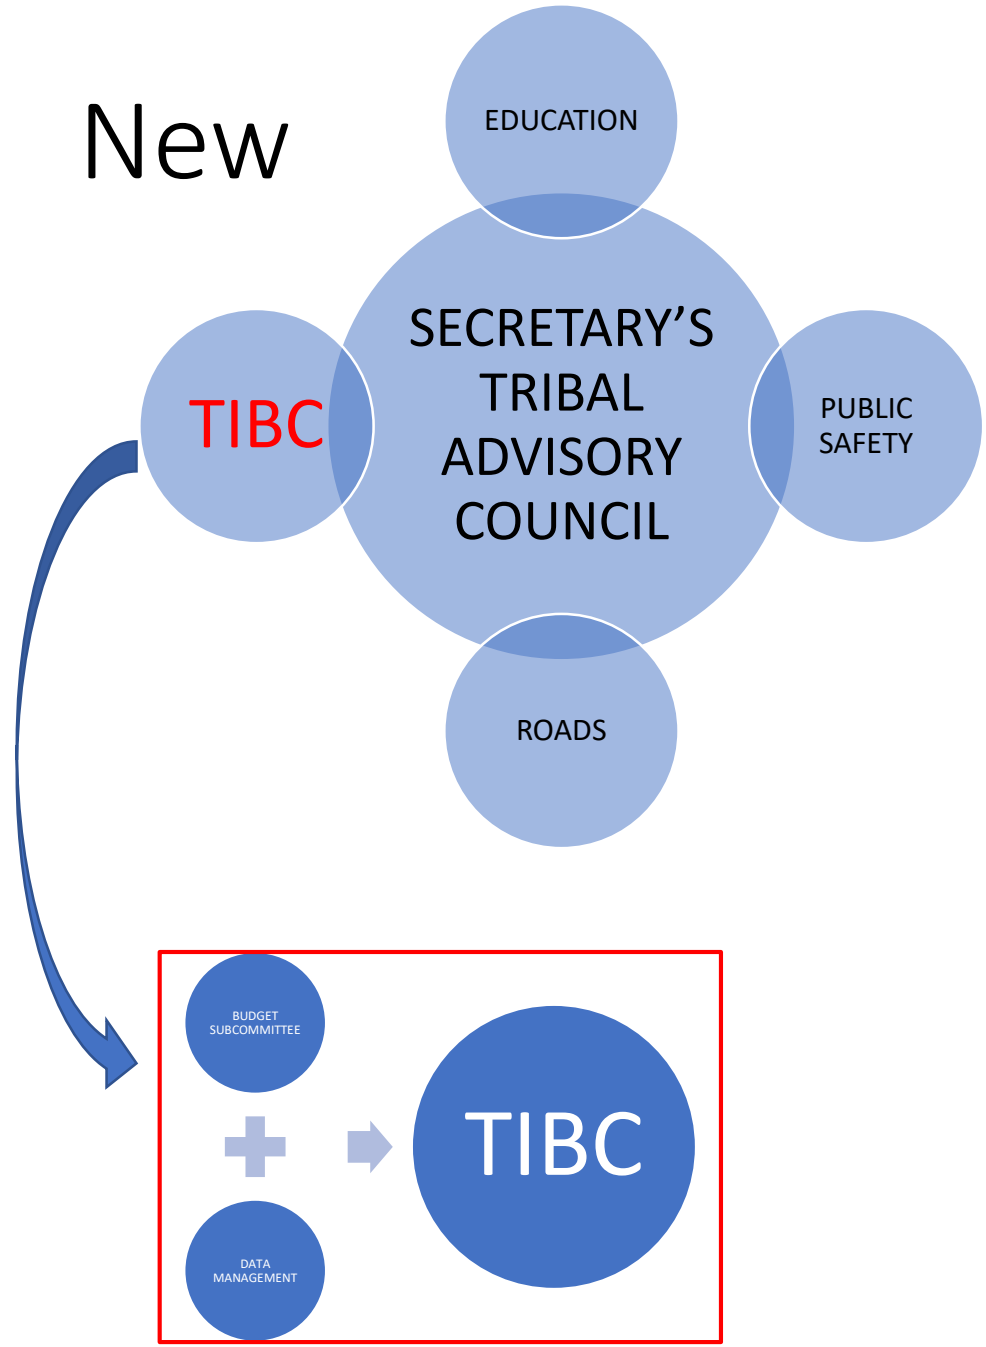 New
EDUCATION
SECRETARY’S
TRIBAL
ADVISORY
COUNCIL
TIBC
PUBLIC
SAFETY
ROADS
BUDGET
SUBCOMMITTEE
TIBC
DATA
MANAGEMENT